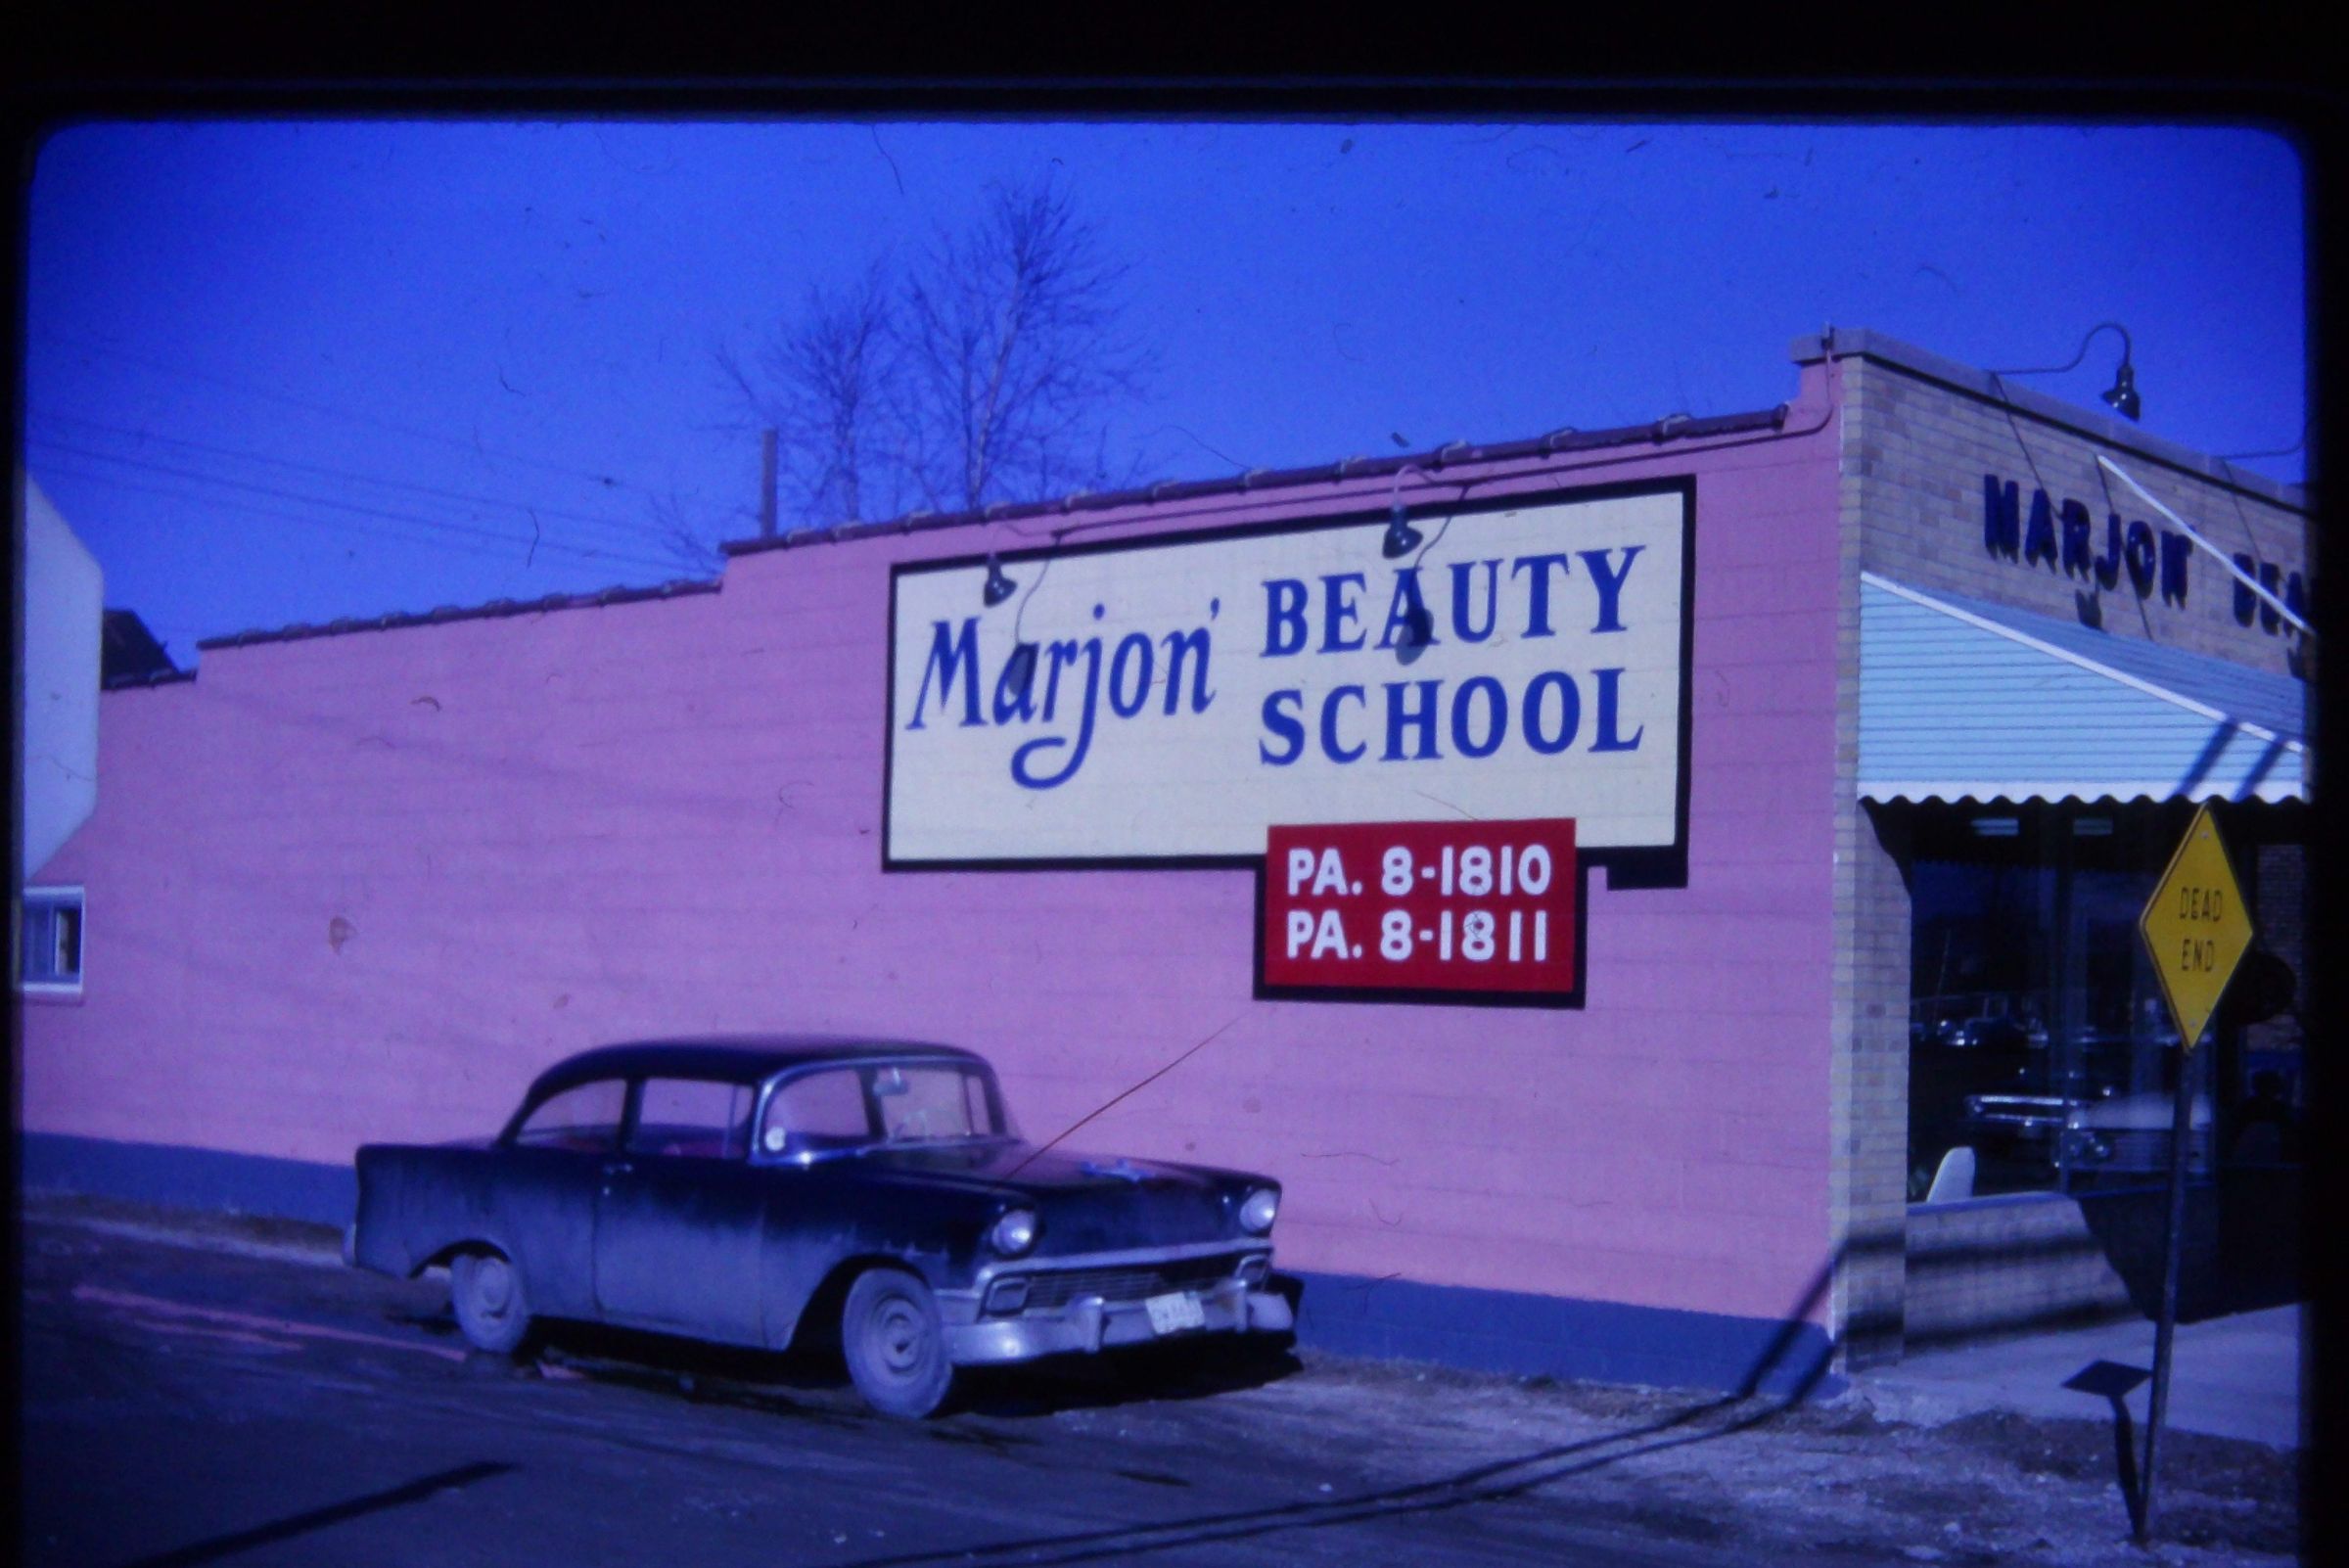 Marjon' BEAUTY
SCHOOL
PA. 8-1810
PA. 8-1811
MARJON'
DEAD
END